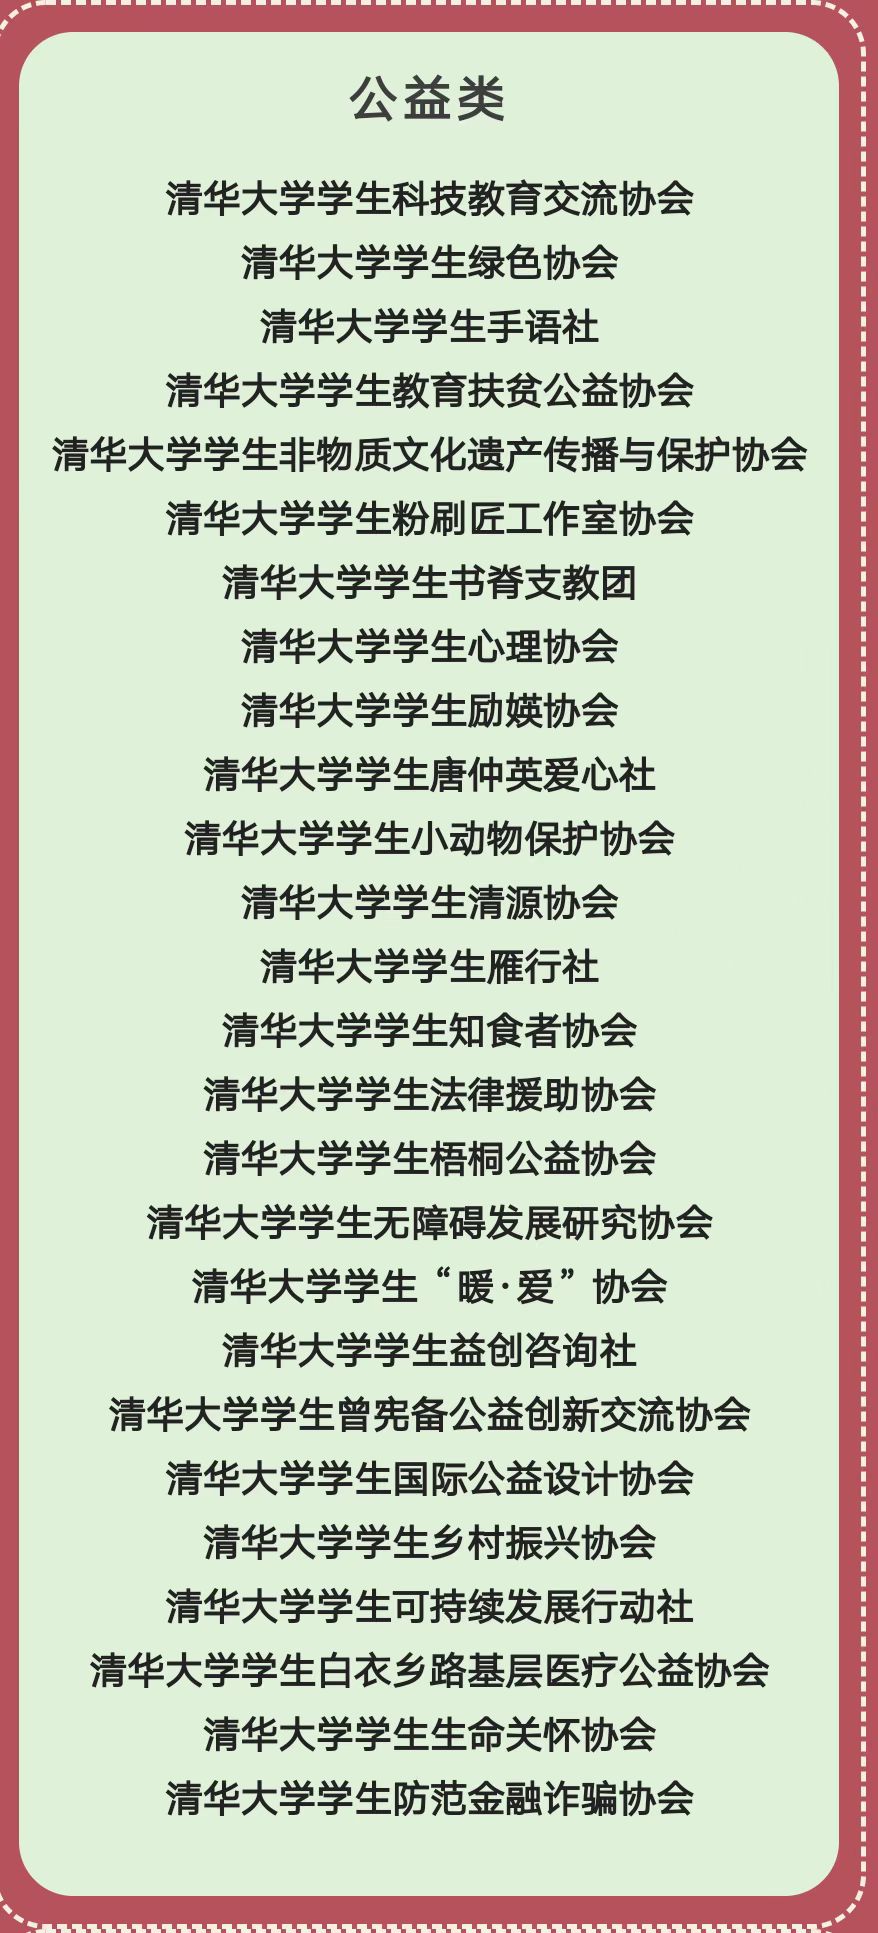 公益类
清华大学学生科技教育交流协会
清华大学学生绿色协会
清华大学学生手语社
清华大学学生教育扶贫公益协会
清华大学学生非物质文化遗产传播与保护协会
清华大学学生粉刷匠工作室协会
清华大学学生书脊支教团
清华大学学生心理协会
清华大学学生励媖协会
清华大学学生唐仲英爱心社
清华大学学生小动物保护协会
清华大学学生清源协会
清华大学学生雁行社
清华大学学生知食者协会
清华大学学生法律援助协会
清华大学学生梧桐公益协会
清华大学学生无障碍发展研究协会
清华大学学生“暖·爱”协会
清华大学学生益创咨询社
清华大学学生曾宪备公益创新交流协会
清华大学学生国际公益设计协会
清华大学学生乡村振兴协会
清华大学学生可持续发展行动社
清华大学学生白衣乡路基层医疗公益协会
清华大学学生生命关怀协会
清华大学学生防范金融诈骗协会